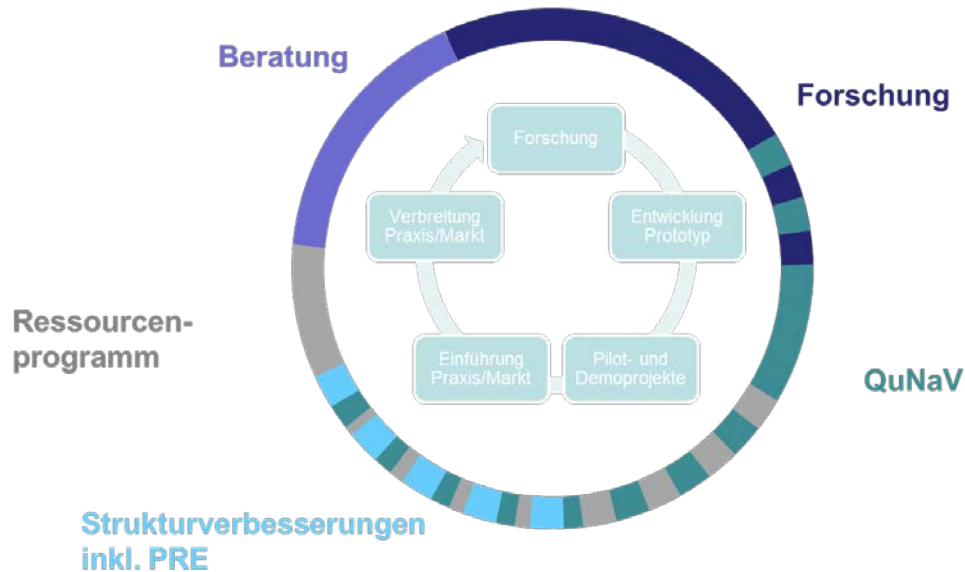 Beratung
Forschung
Forschung
Verbreitung
Praxis/Markt
Entwicklung
Prototyp
Ressourcen-
programm
Einführung
Praxis/Markt
Pilot- und
Demoprojekte
QuNaV
Strukturverbesserungen
inkl. PRE